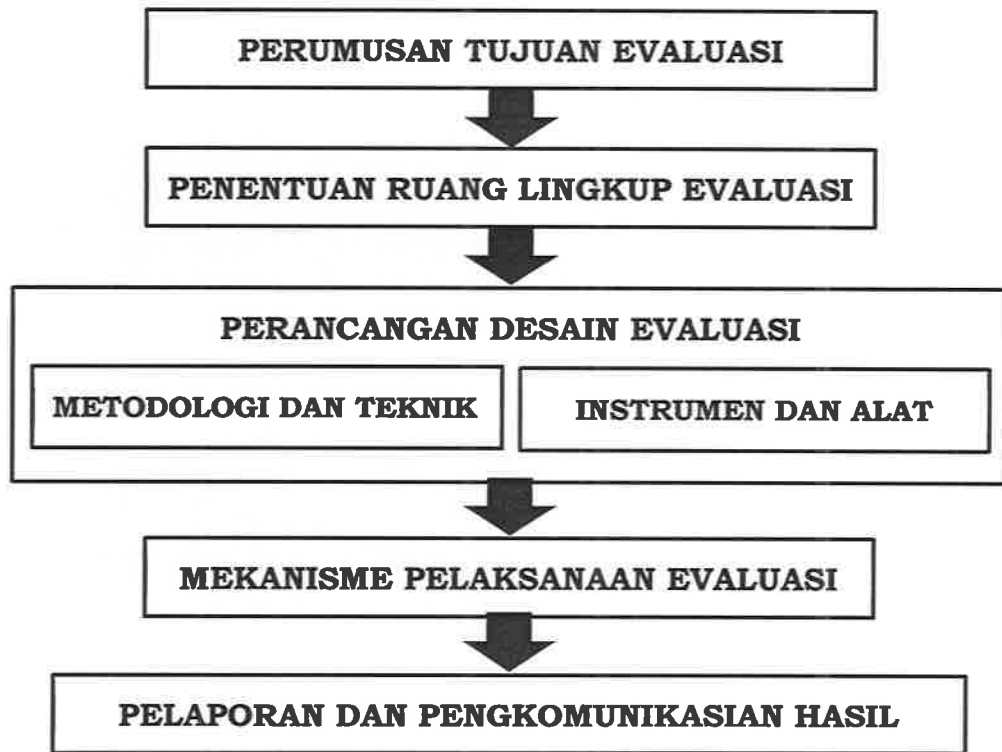 PERUMUSAN TUJUAN EVALUASI
PENENTUAN RUANG LINGKUP EVALUASI
PERANCANGAN DESAIN EVALUASI
METODOLOGI DAN TEKNIK
INSTRUMEN DAN ALAT
MEKANISME PELAKSANAAN EVALUASI
PELAPORAN DAN PENGKOMUNIKASIAN HASIL